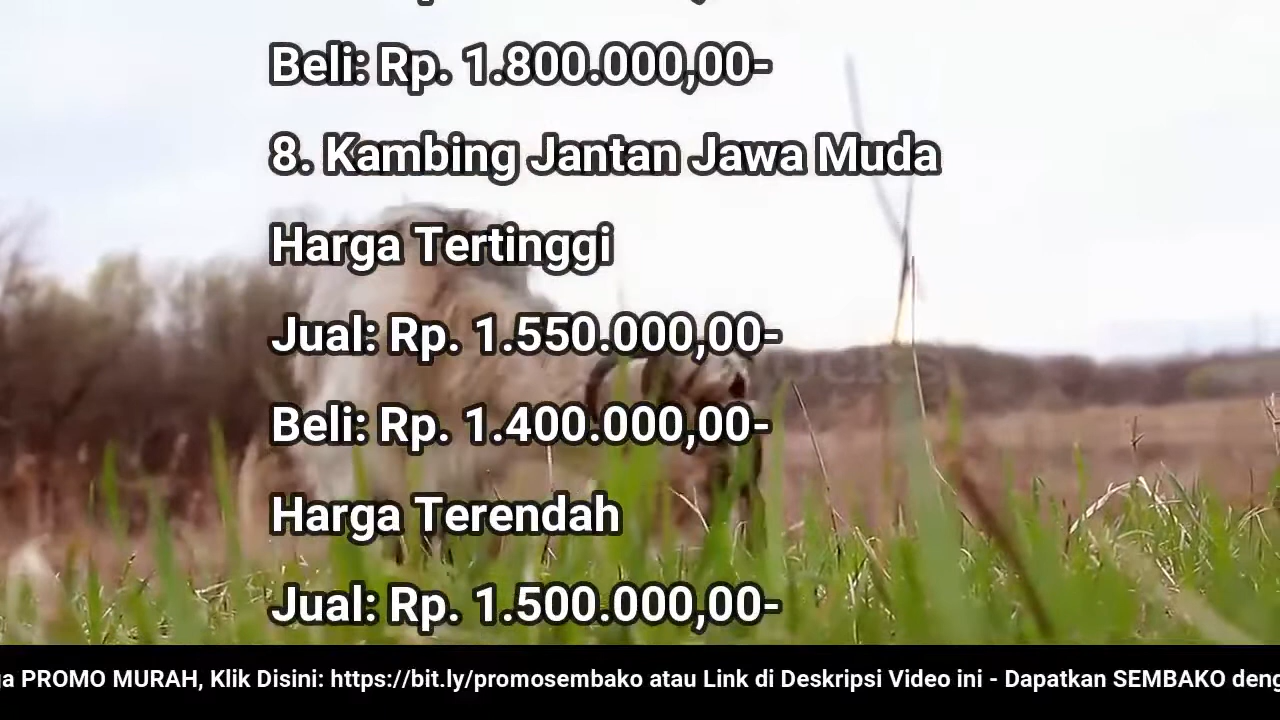 Beli: Rp. 1.800.000,00-
8. Kambing Jantan Jawa Muda
Harga Tertinggi
Jual: Rp. 1.550.000,00-
Beli: Rp. 1.400.000,00-
Harga Terendah
Jual: Rp. 1.500.000,00-
PROMO MURAH, Klik Disini: https://bit.ly/promosembako atau Link di Deskripsi Video ini - Dapatkan SEMBAKO